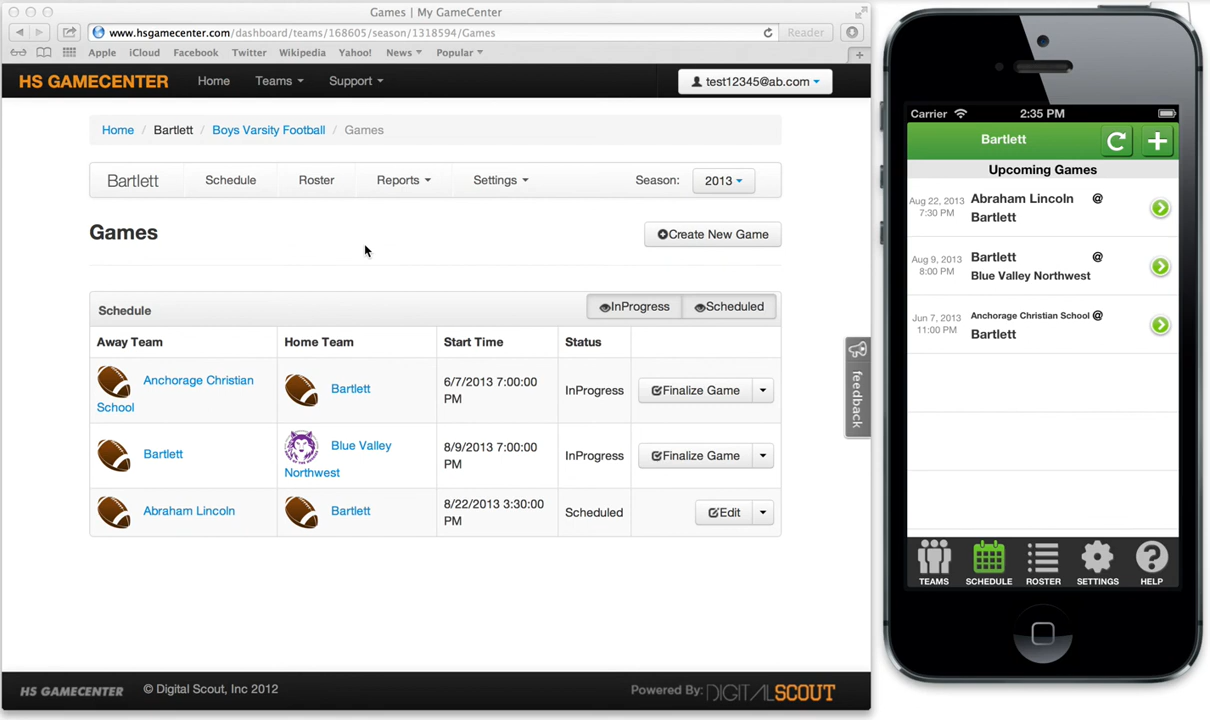 Games | My GameCenter
www.hsgamecenter.com/dashboard/teams/168605/season/1318594/Games
Reader
Apple iCloud Facebook Twitter Wikipedia Yahoo! News Popular
HS GAMECENTER Home Teams Support test12345@ab.com
Home / Bartlett / Boys Varsity Football / Games
Bartlett Schedule Roster Reports Settings Season: 2013
Games
Create New Game
Schedule InProgress Scheduled
Away Team Home Team Start Time Status
Anchorage Christian School Bartlett 6/7/2013 7:00:00 PM InProgress Finalize Game
Bartlett Blue Valley Northwest 8/9/2013 7:00:00 PM InProgress Finalize Game
Abraham Lincoln Bartlett 8/22/2013 3:30:00 PM Scheduled Edit
feedback
HS GAMECENTER © Digital Scout, Inc 2012 Powered By: DIGITALSCOUT
Carrier 2:35 PM
Bartlett
Upcoming Games
Aug 22, 2013 7:30 PM Abraham Lincoln @ Bartlett
Aug 9, 2013 8:00 PM Bartlett @ Blue Valley Northwest
Jun 7, 2013 11:00 PM Anchorage Christian School @ Bartlett
TEAMS SCHEDULE ROSTER SETTINGS HELP